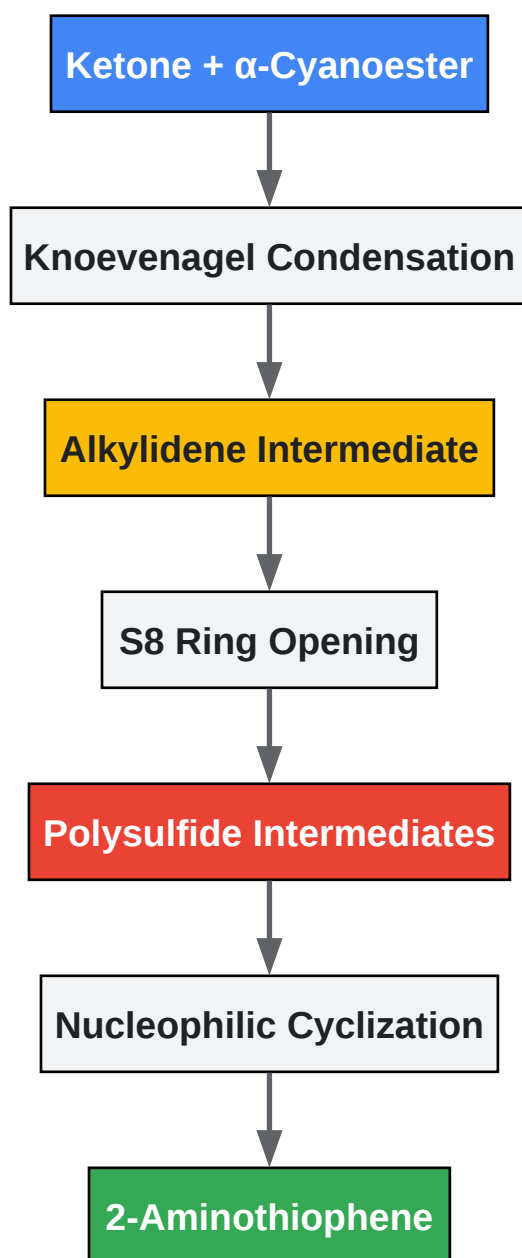 Ketone + α-Cyanoester
Knoevenagel Condensation
Alkylidene Intermediate
S8 Ring Opening
Polysulfide Intermediates
Nucleophilic Cyclization
2-Aminothiophene